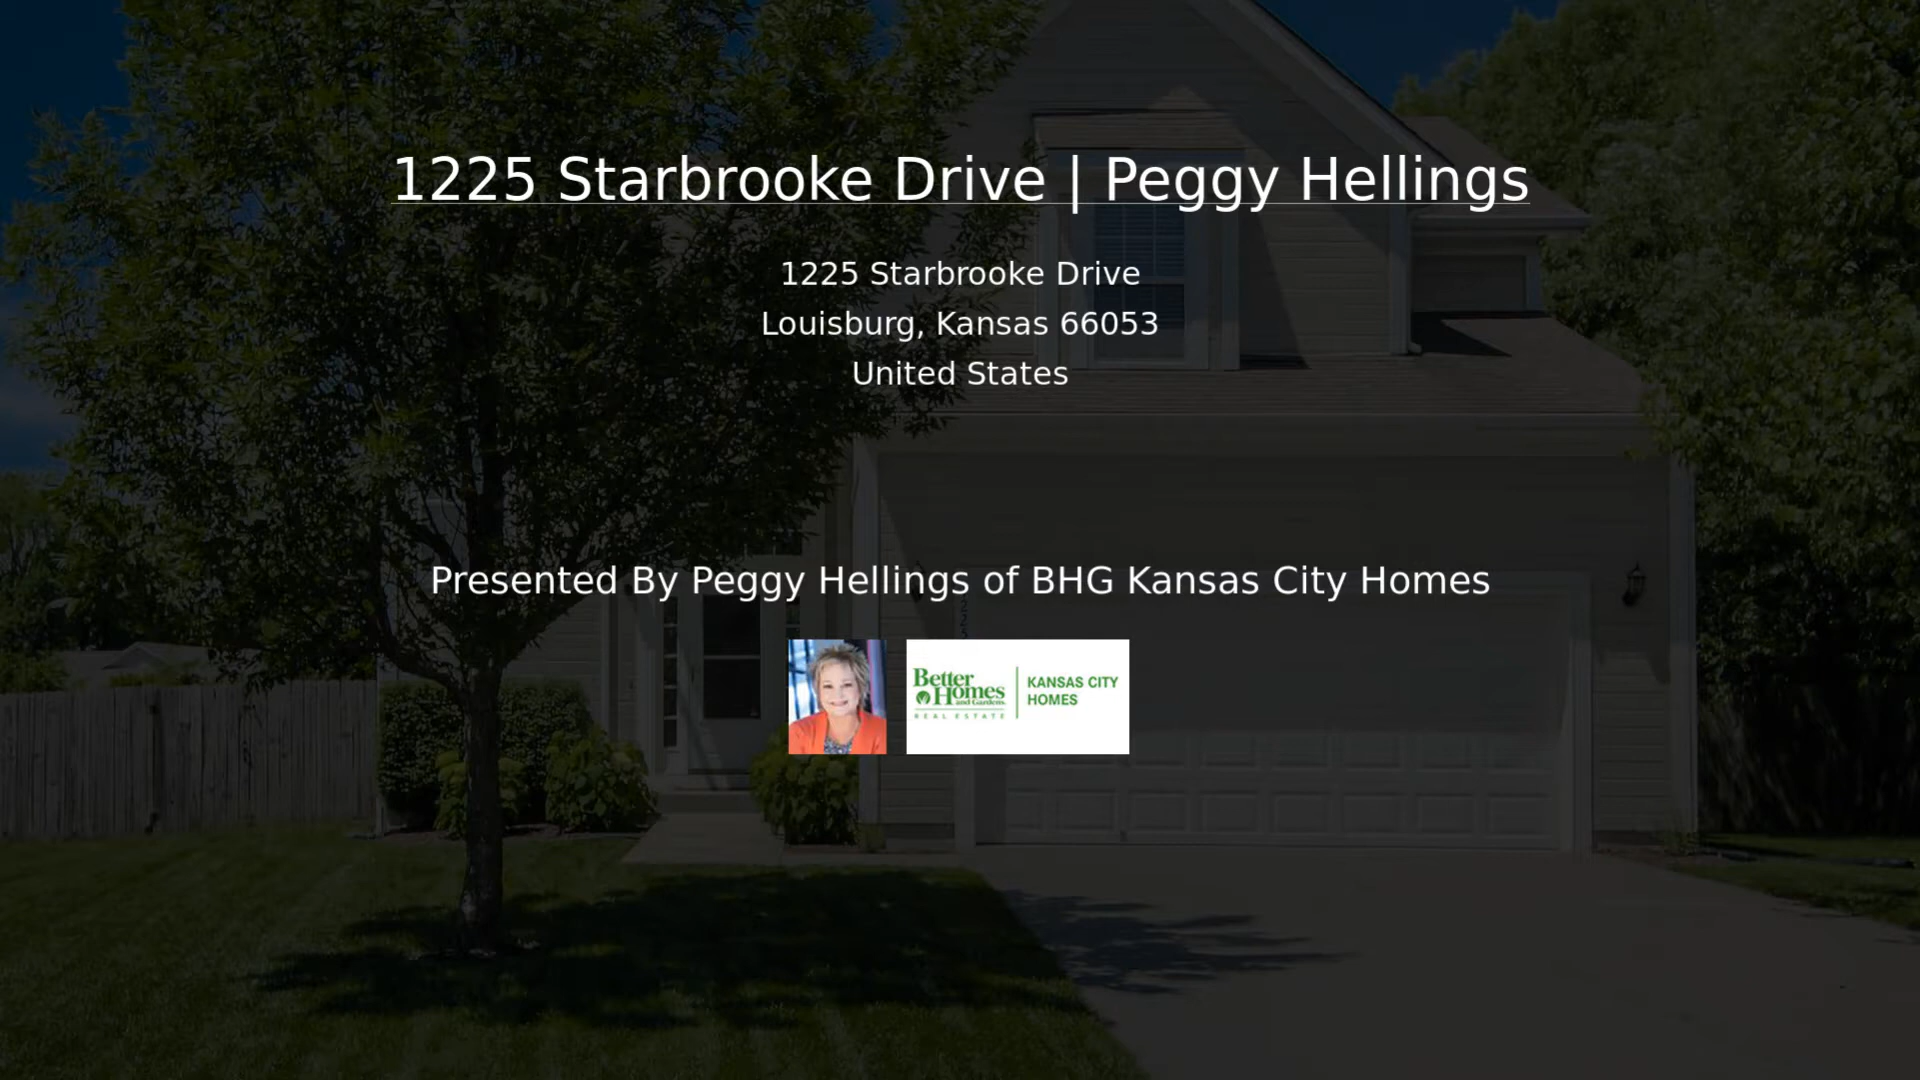 1225 Starbrooke Drive | Peggy Hellings
1225 Starbrooke Drive
Louisburg, Kansas 66053
United States
Presented By Peggy Hellings of BHG Kansas City Homes
Better
Homes
and Gardens
REAL ESTATE
KANSAS CITY
HOMES